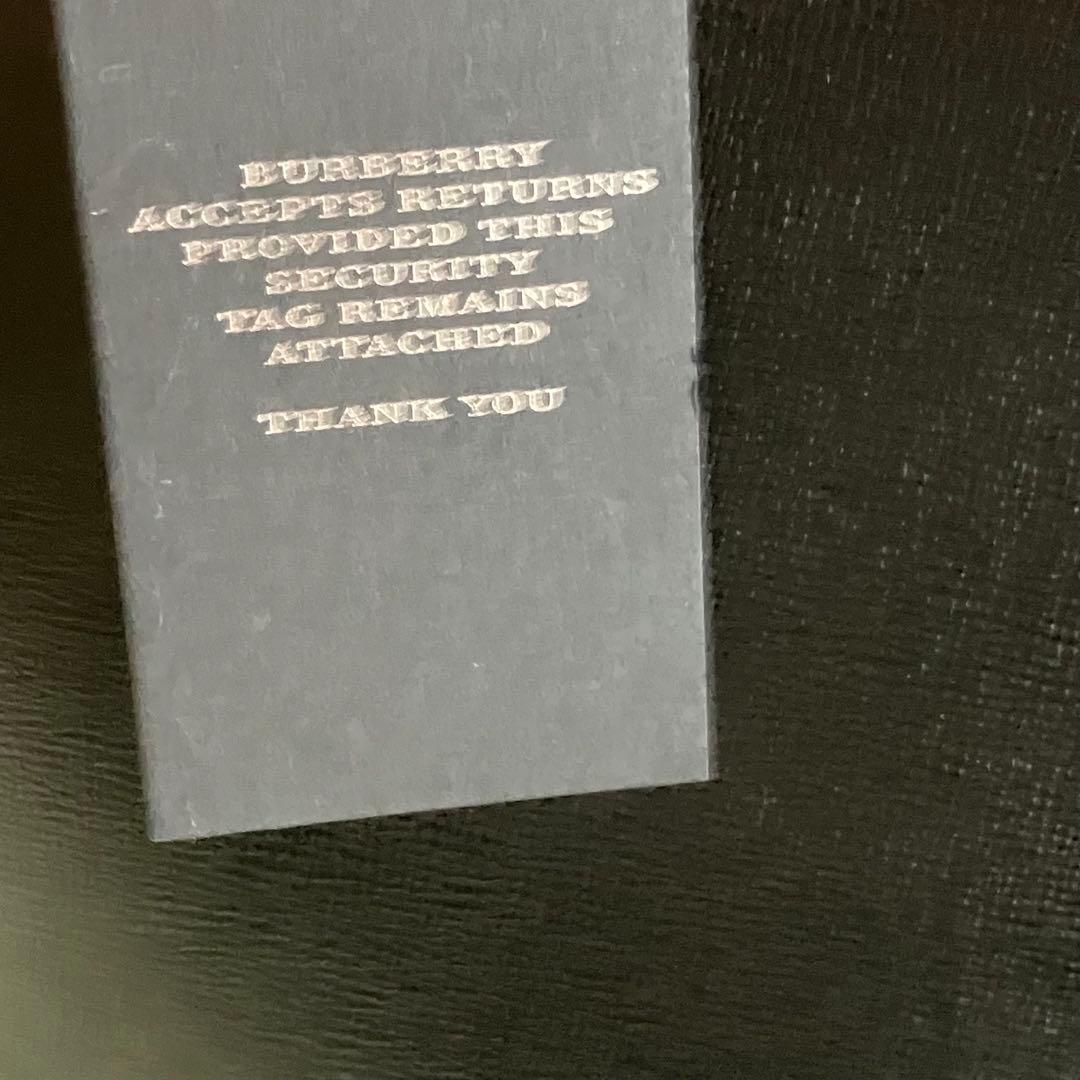 BURBERRY
ACCEPTS RETURNS
PROVIDED THIS
SECURITY
TAG REMAINS
ATTACHED
THANK YOU